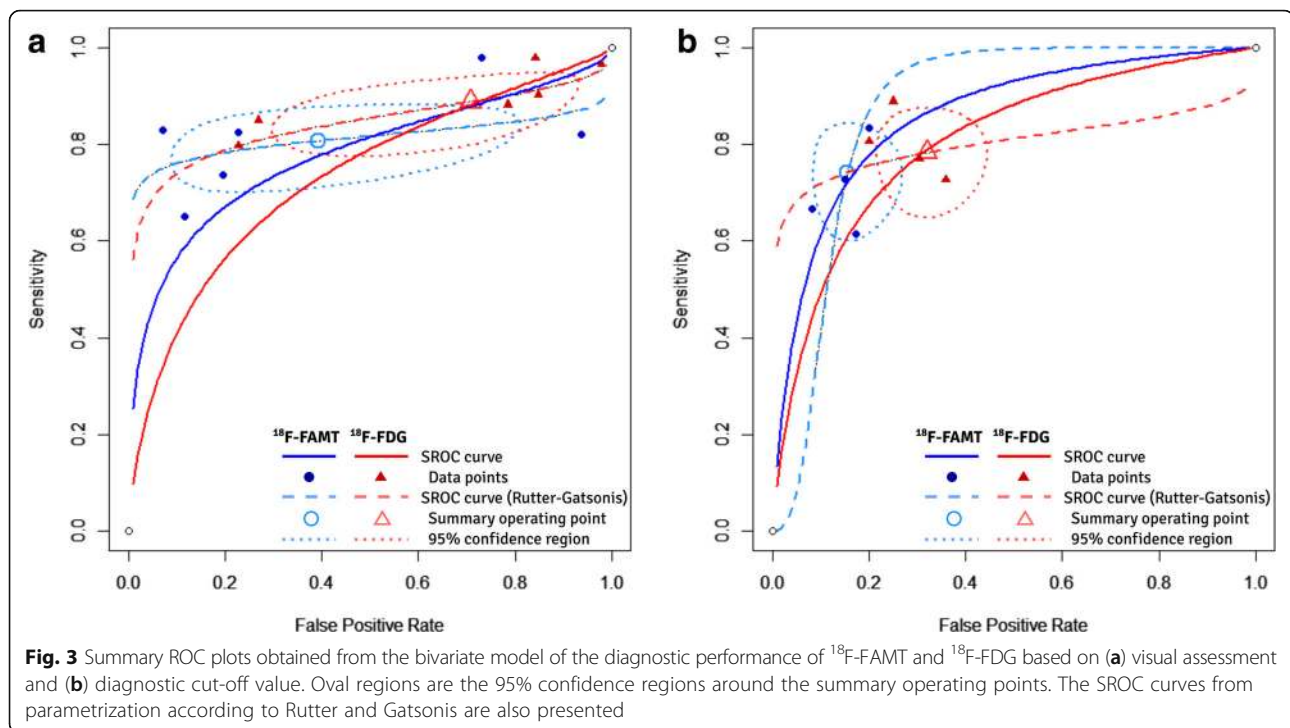 a
b
Sensitivity
1.0
0.8
0.6
0.4
0.2
0.0
¹⁸F-FAMT ¹⁸F-FDG
SROC curve
Data points
SROC curve (Rutter-Gatsonis)
Summary operating point
95% confidence region
0.0 0.2 0.4 0.6 0.8 1.0
False Positive Rate
Sensitivity
1.0
0.8
0.6
0.4
0.2
0.0
¹⁸F-FAMT ¹⁸F-FDG
SROC curve
Data points
SROC curve (Rutter-Gatsonis)
Summary operating point
95% confidence region
0.0 0.2 0.4 0.6 0.8 1.0
False Positive Rate
Fig. 3 Summary ROC plots obtained from the bivariate model of the diagnostic performance of ¹⁸F-FAMT and ¹⁸F-FDG based on (a) visual assessment
and (b) diagnostic cut-off value. Oval regions are the 95% confidence regions around the summary operating points. The SROC curves from
parametrization according to Rutter and Gatsonis are also presented